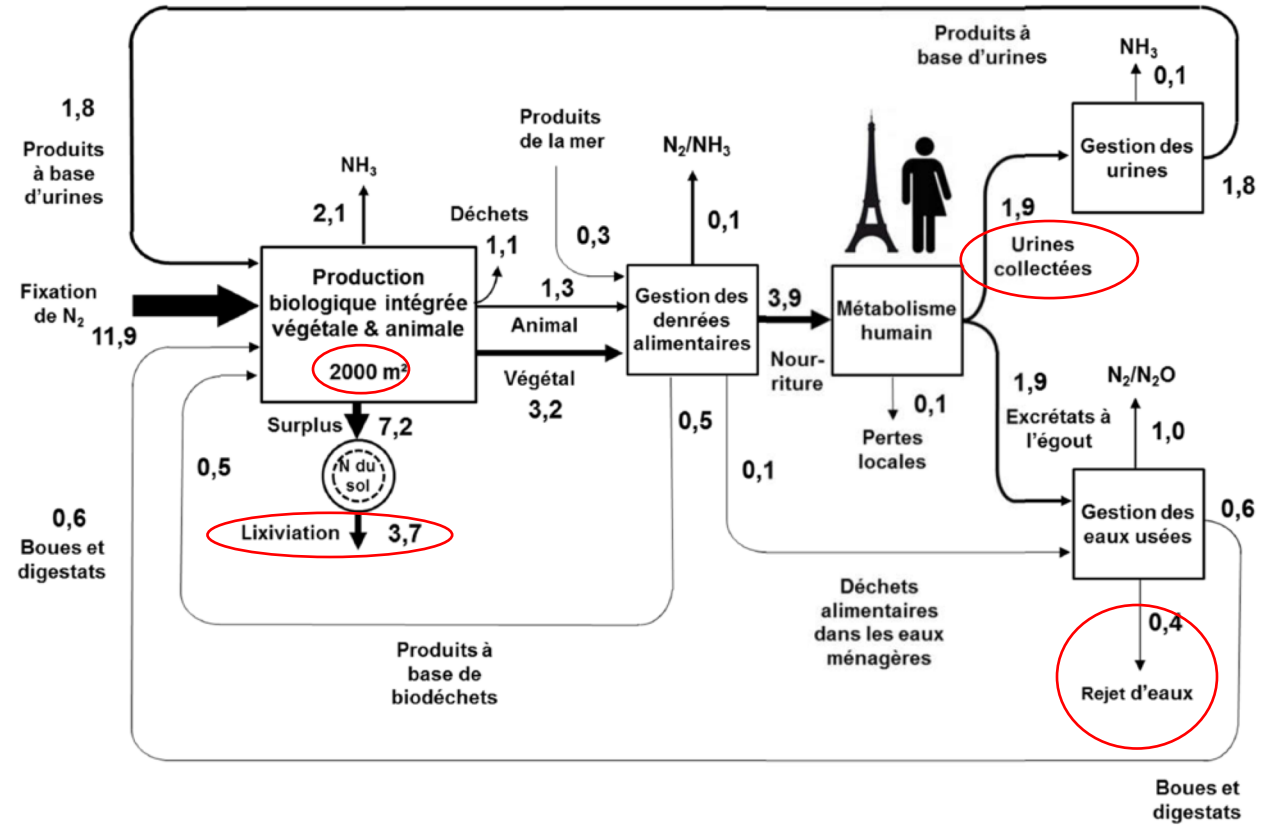 Produits à
base d'urines
NH₃
0,1
Gestion des
urines
1,8
1,8
Produits
à base
d'urines
NH₃
2,1
Déchets
1,1
Produits
de la mer
0,3
N₂/NH₃
0,1
1,9
Urines
collectées
Fixation
de N₂
11,9
Production
biologique intégrée
végétale & animale
2000 m²
1,3
Animal
Végétal
3,2
Gestion des
denrées
alimentaires
3,9
Nour-
riture
Métabolisme
humain
0,1
Pertes
locales
1,9
Excrétats à
l'égout
N₂/N₂O
1,0
Surplus
7,2
N du
sol
Lixiviation
3,7
0,5
0,5
0,1
Gestion des
eaux usées
0,6
0,6
Boues et
digestats
Produits à
base de
biodéchets
Déchets
alimentaires
dans les eaux
ménagères
0,4
Rejet d'eaux
Boues et
digestats